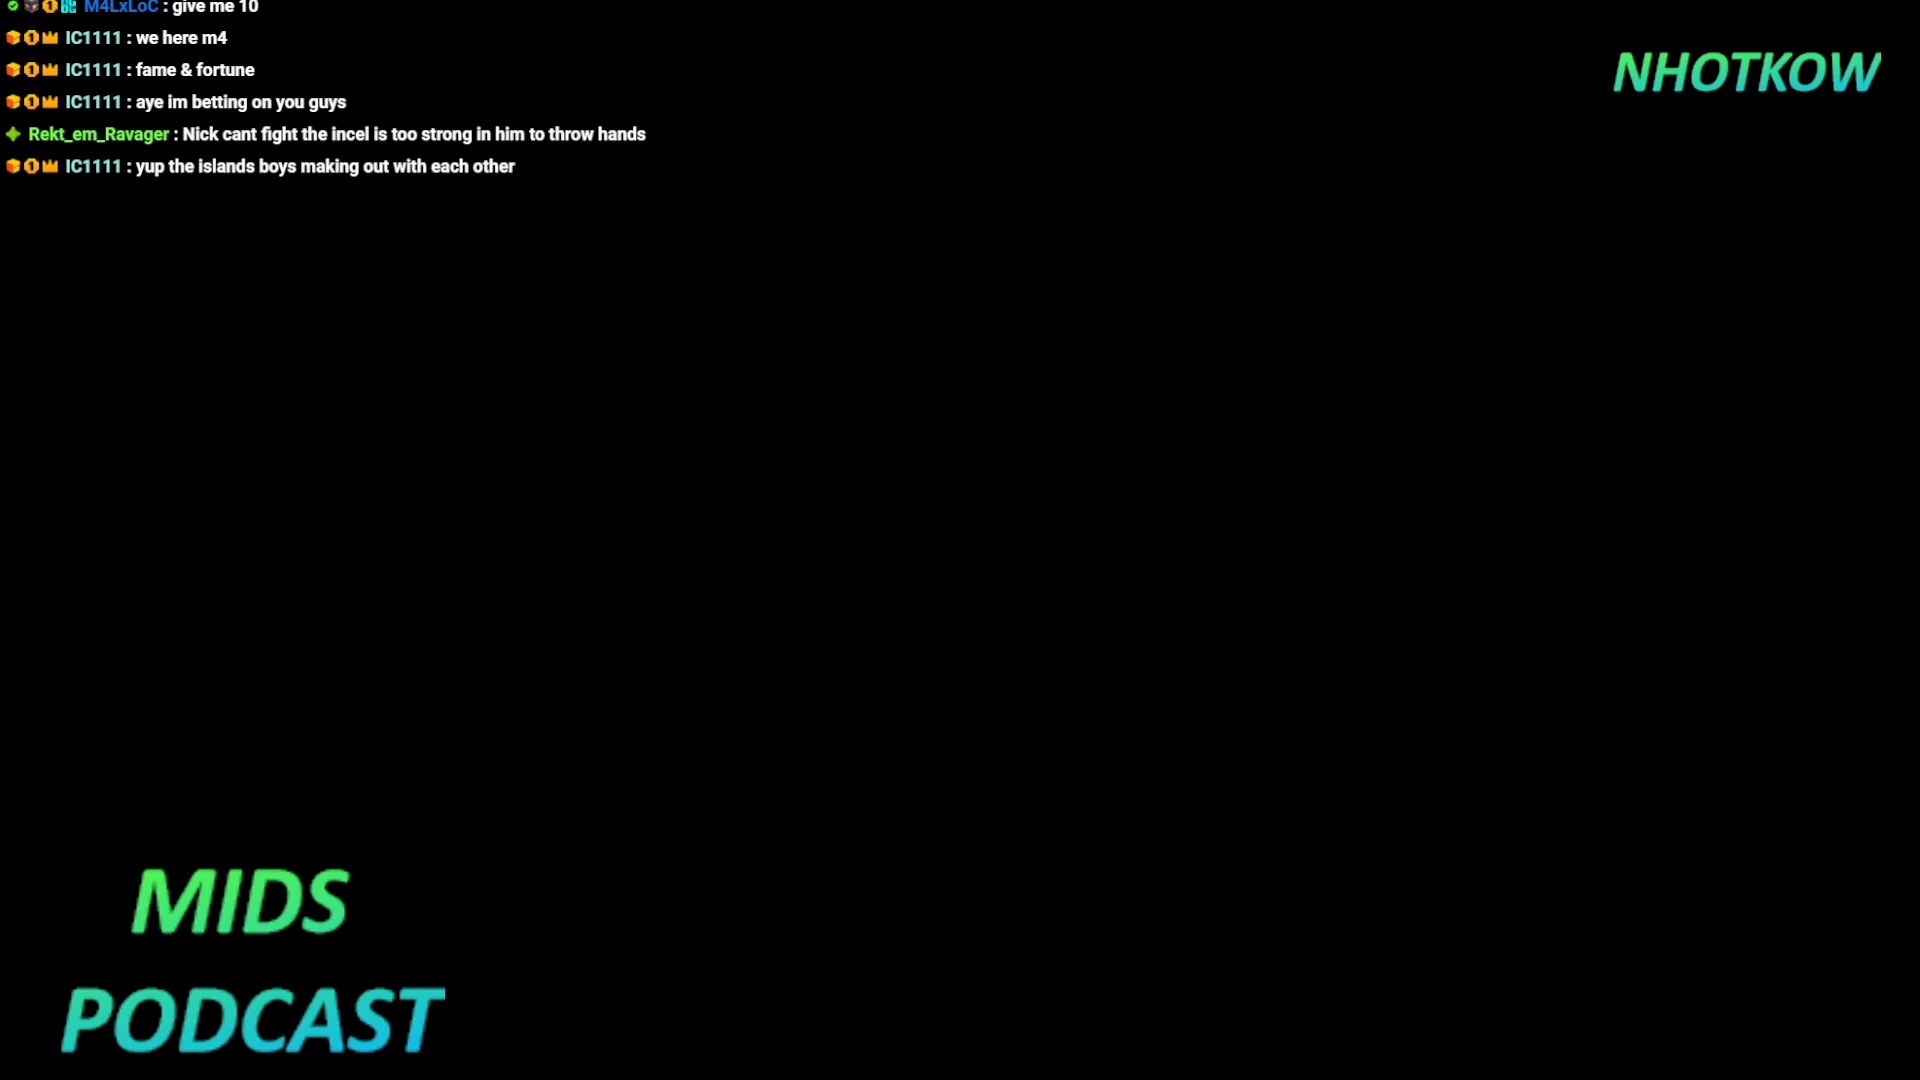 M4LxLoC : give me 10
IC1111 : we here m4
NHOTKOW
IC1111 : fame & fortune
IC1111 : aye im betting on you guys
Rekt_em_Ravager : Nick cant fight the incel is too strong in him to throw hands
IC1111 : yup the islands boys making out with each other
MIDS
PODCAST